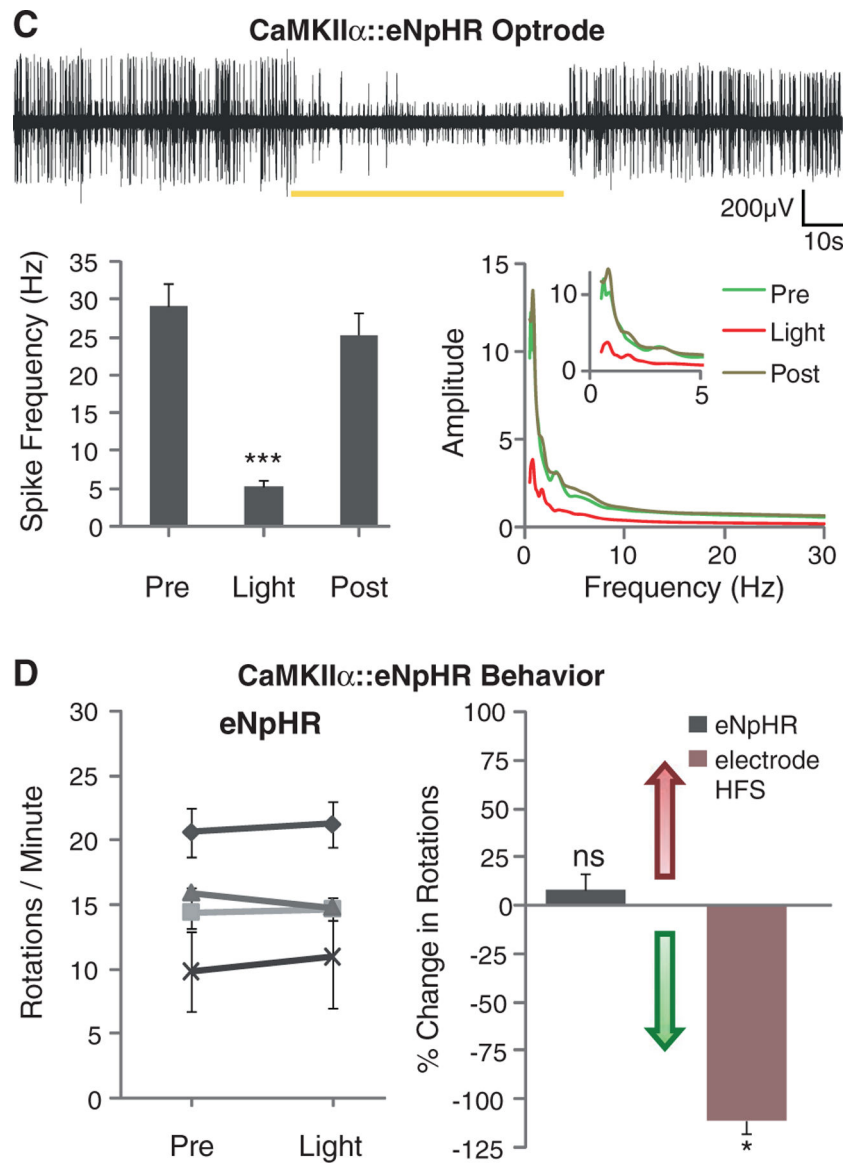 C
CaMKIIα::eNpHR Optrode
200µV
10s
Spike Frequency (Hz)
35
30
25
20
15
10
5
0
***
Pre
Light
Post
Amplitude
15
10
5
0
10
0
0
5
Pre
Light
Post
0
10
20
30
Frequency (Hz)
D
CaMKIIα::eNpHR Behavior
eNpHR
Rotations / Minute
30
25
20
15
10
5
0
Pre
Light
% Change in Rotations
100
75
50
25
0
-25
-50
-75
-100
-125
eNpHR
electrode
HFS
ns
*